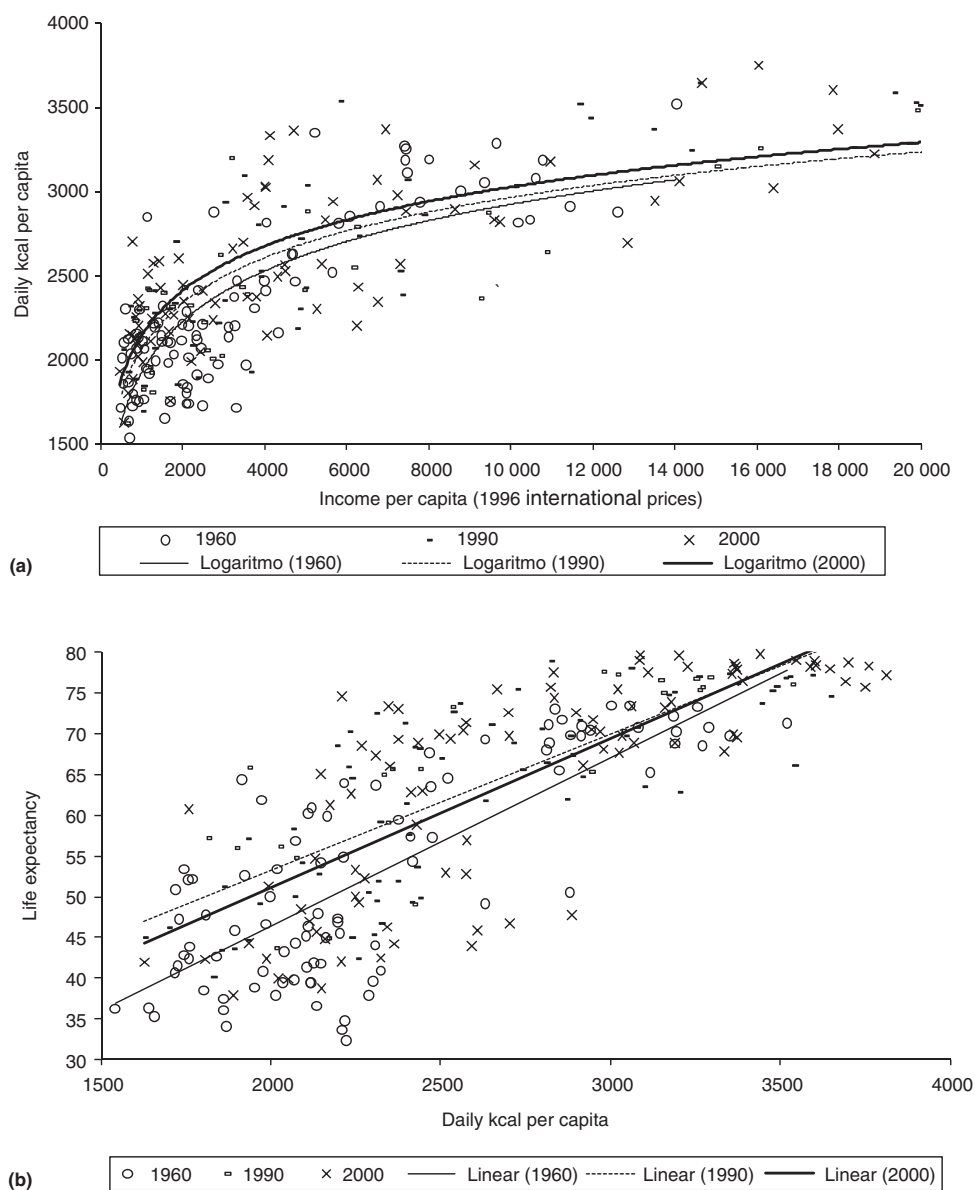 4000
3500
3000
2500
2000
1500
Daily kcal per capita
0 2000 4000 6000 8000 10 000 12 000 14 000 16 000 18 000 20 000
Income per capita (1996 international prices)
1960 1990 2000
Logaritmo (1960) Logaritmo (1990) Logaritmo (2000)
(a)
80
75
70
65
60
55
50
45
40
35
30
Life expectancy
1500 2000 2500 3000 3500 4000
Daily kcal per capita
(b)
1960 1990 2000 Linear (1960) Linear (1990) Linear (2000)